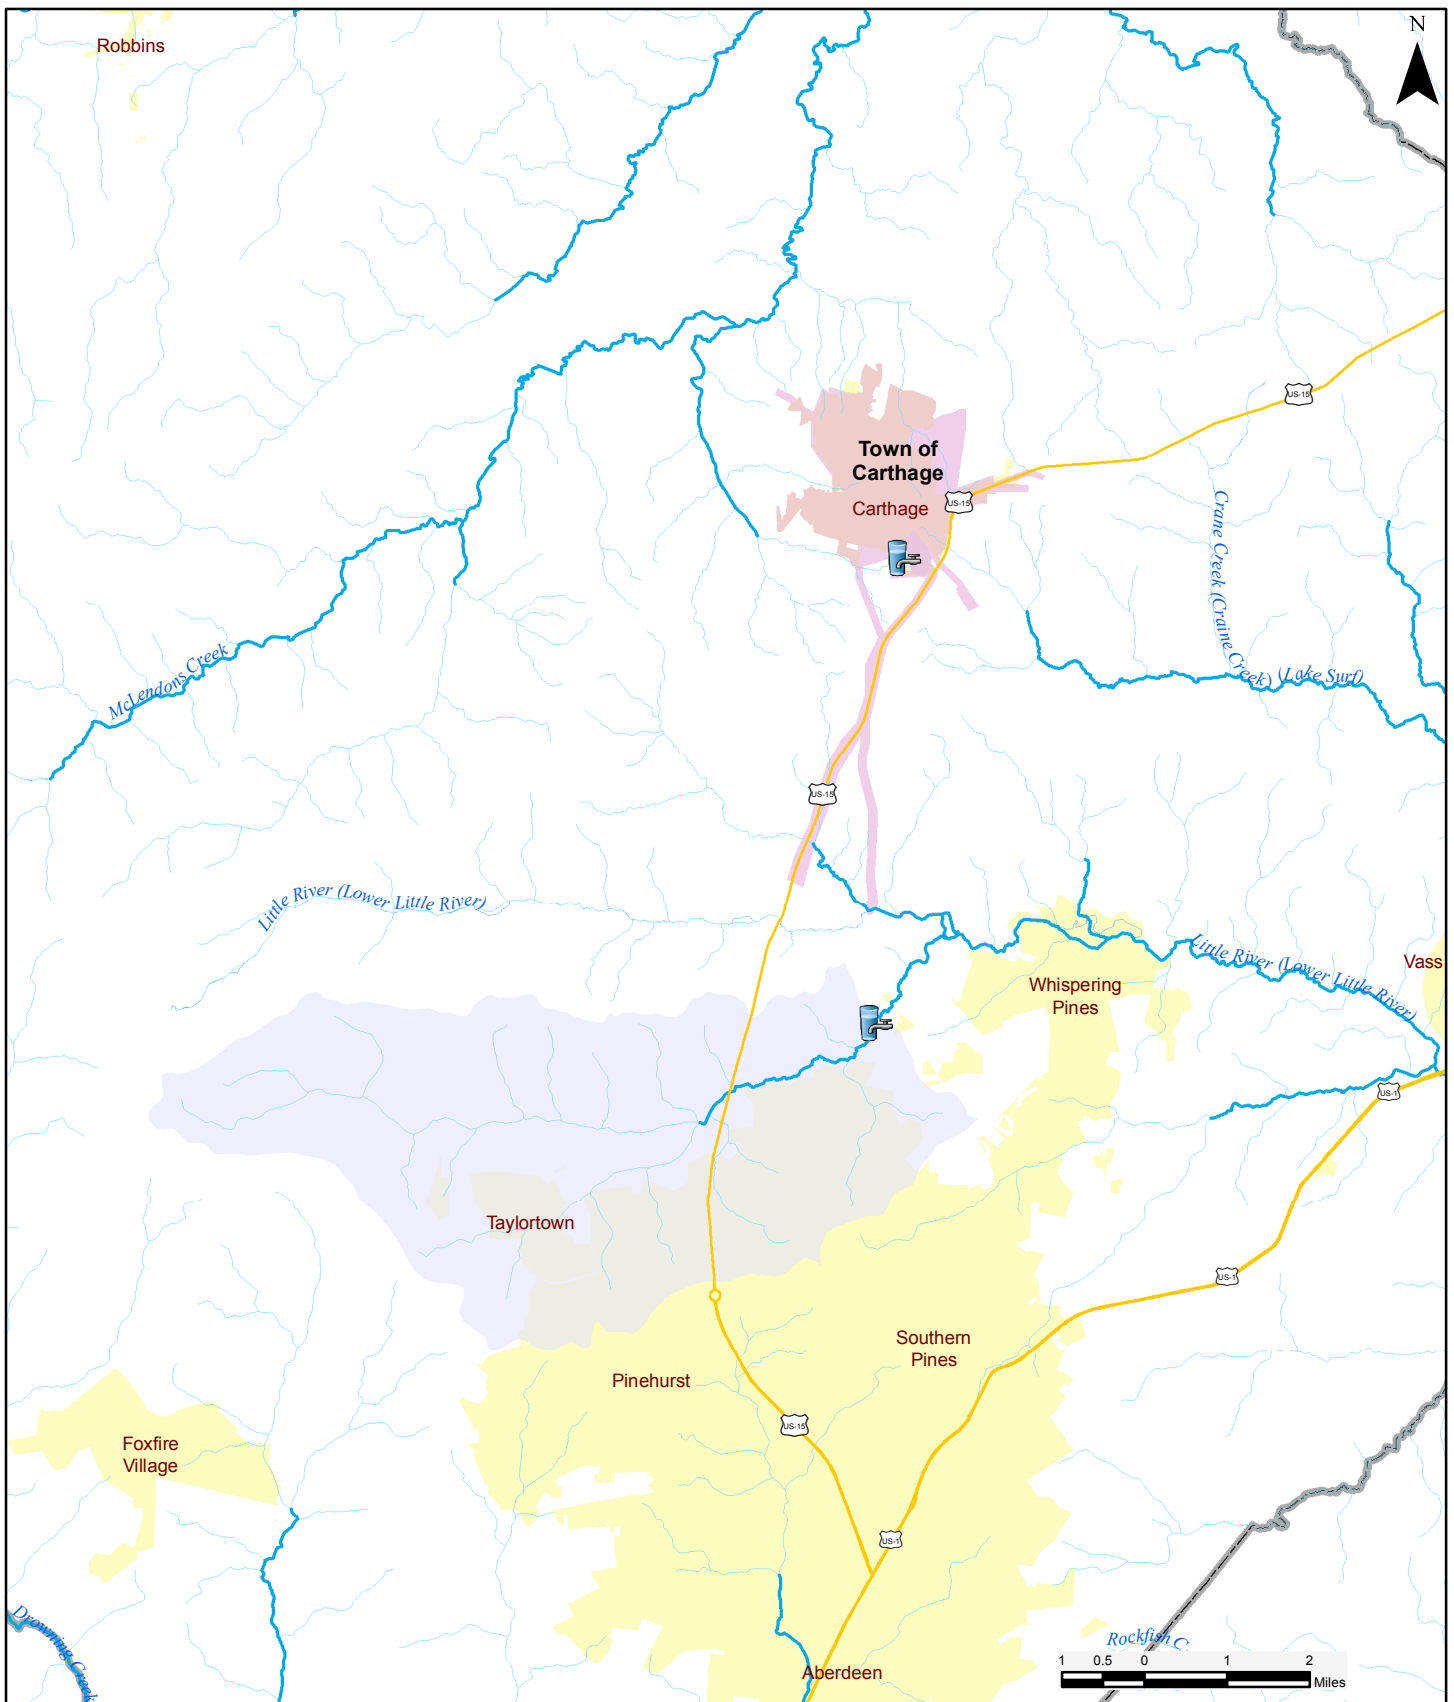 N
Robbins
US-15
Town of
Carthage
Carthage
US-15
Crane Creek (Craine Creek) (Lake Surf)
McLendons Creek
US-15
Little River (Lower Little River)
Little River (Lower Little River)
Vass
Whispering
Pines
US-1
Taylortown
US-1
Southern
Pines
Pinehurst
US-15
Foxfire
Village
US-1
Drowning Creek
Rockfish C
Aberdeen
1 0.5 0 1 2
Miles